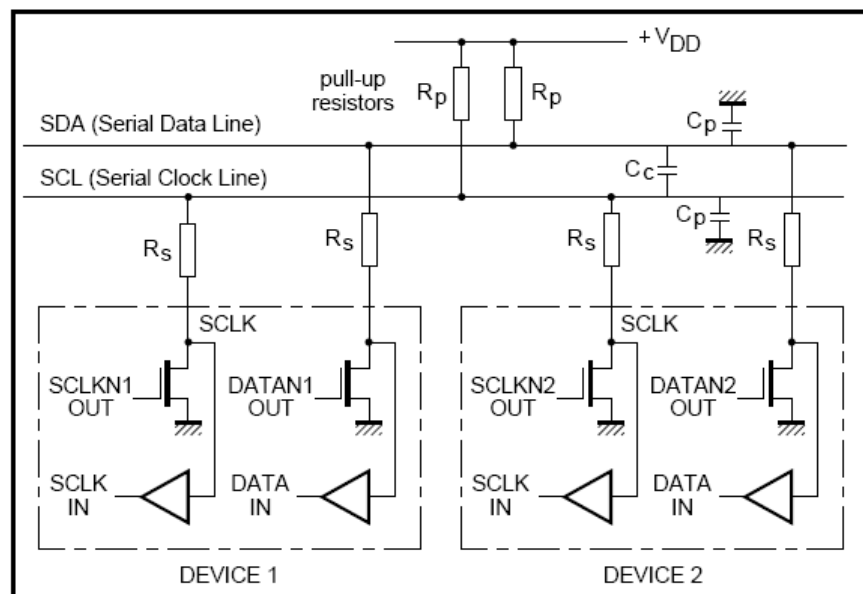 + VDD
pull-up
resistors
Rp
Rp
SDA (Serial Data Line)
Cp
SCL (Serial Clock Line)
Cc
Cp
Rs
Rs
Rs
Rs
SCLK
SCLK
SCLKN1
OUT
DATAN1
OUT
SCLKN2
OUT
DATAN2
OUT
SCLK
IN
DATA
IN
SCLK
IN
DATA
IN
DEVICE 1
DEVICE 2